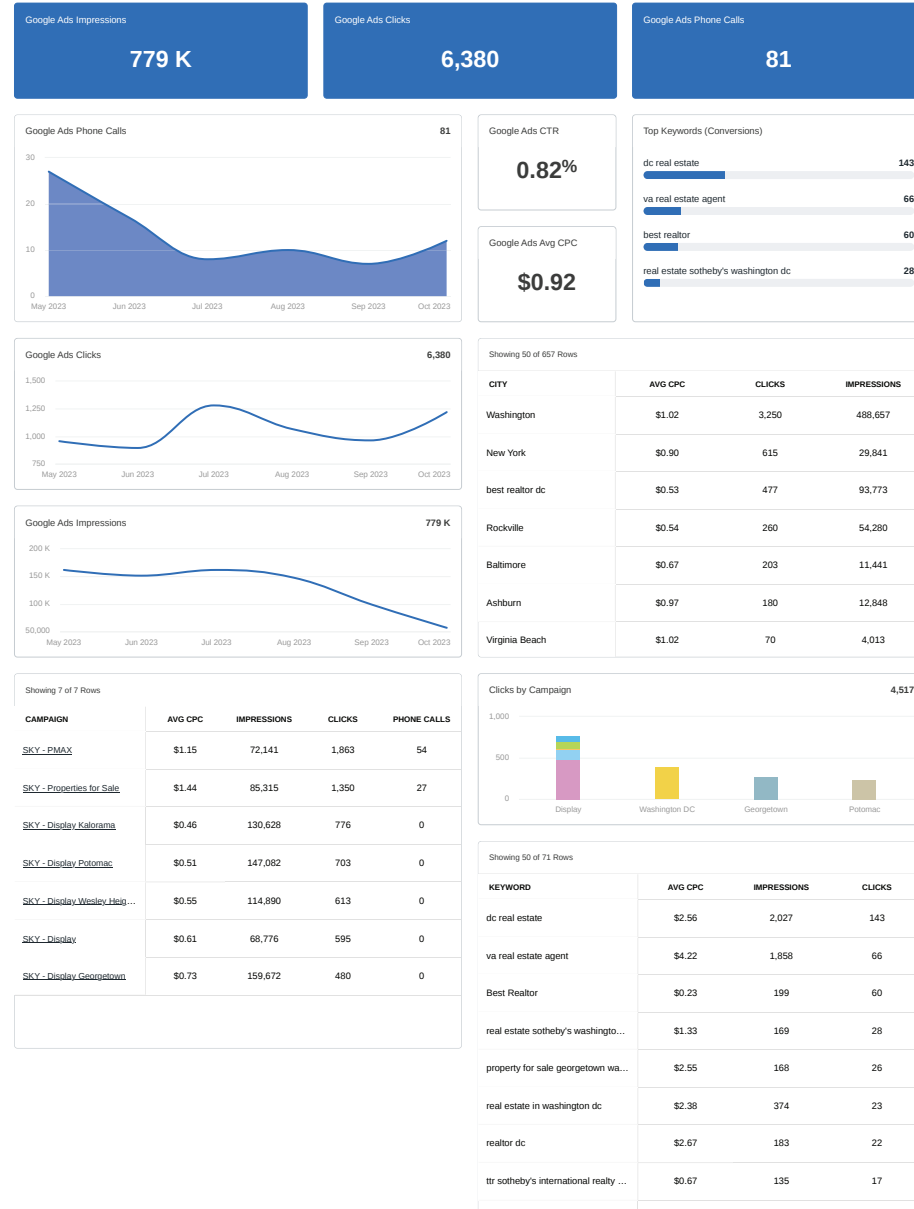 Google Ads Impressions
779 K
Google Ads Clicks
6,380
Google Ads Phone Calls
81
Google Ads Phone Calls 81
30
20
10
0
May 2023 Jun 2023 Jul 2023 Aug 2023 Sep 2023 Oct 2023
Google Ads CTR
0.82%
Google Ads Avg CPC
$0.92
Top Keywords (Conversions)
dc real estate 143
va real estate agent 66
best realtor 60
real estate sotheby's washington dc 28
Google Ads Clicks 6,380
1,500
1,250
1,000
750
May 2023 Jun 2023 Jul 2023 Aug 2023 Sep 2023 Oct 2023
Google Ads Impressions 779 K
200 K
150 K
100 K
50,000
May 2023 Jun 2023 Jul 2023 Aug 2023 Sep 2023 Oct 2023
Showing 50 of 657 Rows
CITY AVG CPC CLICKS IMPRESSIONS
Washington $1.02 3,250 488,657
New York $0.90 615 29,841
best realtor dc $0.53 477 93,773
Rockville $0.54 260 54,280
Baltimore $0.67 203 11,441
Ashburn $0.97 180 12,848
Virginia Beach $1.02 70 4,013
Showing 7 of 7 Rows
CAMPAIGN AVG CPC IMPRESSIONS CLICKS PHONE CALLS
SKY - PMAX $1.15 72,141 1,863 54
SKY - Properties for Sale $1.44 85,315 1,350 27
SKY - Display Kalorama $0.46 130,628 776 0
SKY - Display Potomac $0.51 147,082 703 0
SKY - Display Wesley Heig... $0.55 114,890 613 0
SKY - Display $0.61 68,776 595 0
SKY - Display Georgetown $0.73 159,672 480 0
Clicks by Campaign 4,517
1,000
500
0
Display Washington DC Georgetown Potomac
Showing 50 of 71 Rows
KEYWORD AVG CPC IMPRESSIONS CLICKS
dc real estate $2.56 2,027 143
va real estate agent $4.22 1,858 66
Best Realtor $0.23 199 60
real estate sotheby's washingto... $1.33 169 28
property for sale georgetown wa... $2.55 168 26
real estate in washington dc $2.38 374 23
realtor dc $2.67 183 22
ttr sotheby's international realty ... $0.67 135 17